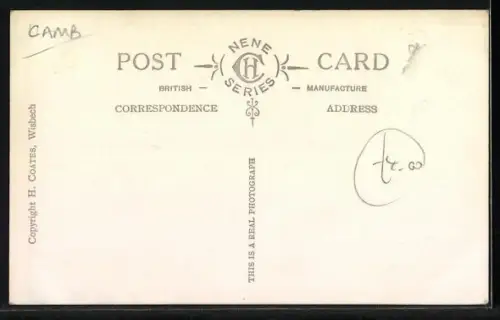 CAMB
POST CARD
NENE
CH
SERIES
BRITISH — — MANUFACTURE
CORRESPONDENCE ADDRESS
Copyright H. COATES, Wisbech
THIS IS A REAL PHOTOGRAPH